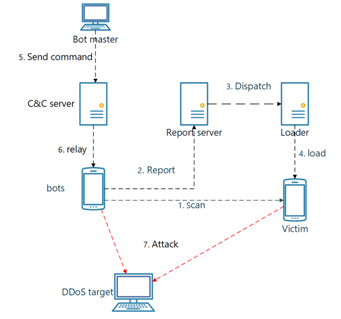 Bot master
5. Send command
3. Dispatch
C&C server
Report server
Loader
6. relay
4. load
2. Report
bots
1. Scan
Victim
7. Attack
DDoS target